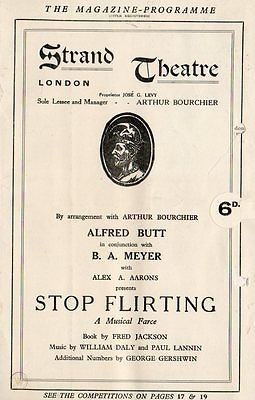 THE MAGAZINE-PROGRAMME
Strand Theatre
LONDON
Proprietor JOSÉ G. LEVY
Sole Lessee and Manager - - ARTHUR BOURCHIER
6D.
By arrangement with ARTHUR BOURCHIER
ALFRED BUTT
in conjunction with
B. A. MEYER
with
ALEX A. AARONS
presents
STOP FLIRTING
A Musical Farce
Book by FRED JACKSON
Music by WILLIAM DALY and PAUL LANNIN
Additional Numbers by GEORGE GERSHWIN
SEE THE COMPETITIONS ON PAGES 17 & 19